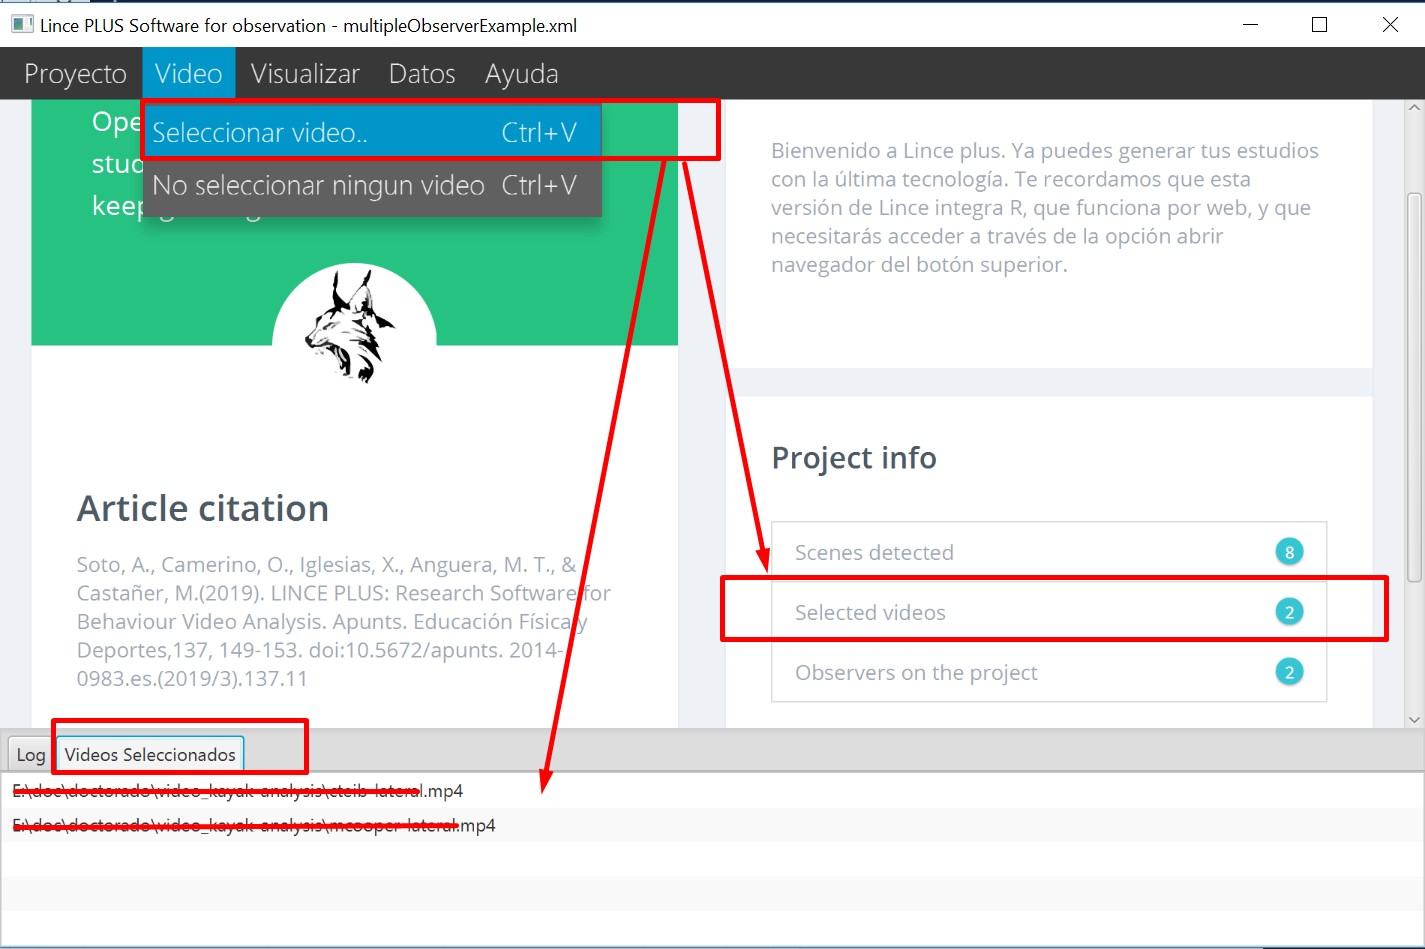 Lince PLUS Software for observation - multipleObserverExample.xml
Proyecto Video Visualizar Datos Ayuda
Seleccionar video.. Ctrl+V
No seleccionar ningun video Ctrl+V
Ope
stud
keep
Bienvenido a Lince plus. Ya puedes generar tus estudios
con la última tecnología. Te recordamos que esta
versión de Lince integra R, que funciona por web, y que
necesitarás acceder a través de la opción abrir
navegador del botón superior.
Article citation
Soto, A., Camerino, O., Iglesias, X., Anguera, M. T., &
Castañer, M.(2019). LINCE PLUS: Research Software for
Behaviour Video Analysis. Apunts. Educación Física y
Deportes,137, 149-153. doi:10.5672/apunts. 2014-
0983.es.(2019/3).137.11
Project info
Scenes detected 8
Selected videos 2
Observers on the project 2
Log Videos Seleccionados
E:\doc\doctorado\video_kayak-analysis\cteib-lateral.mp4
E:\doc\doctorado\video_kayak-analysis\mcooper-lateral.mp4